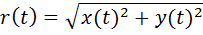 r(t) = √(x(t)² + y(t)²)